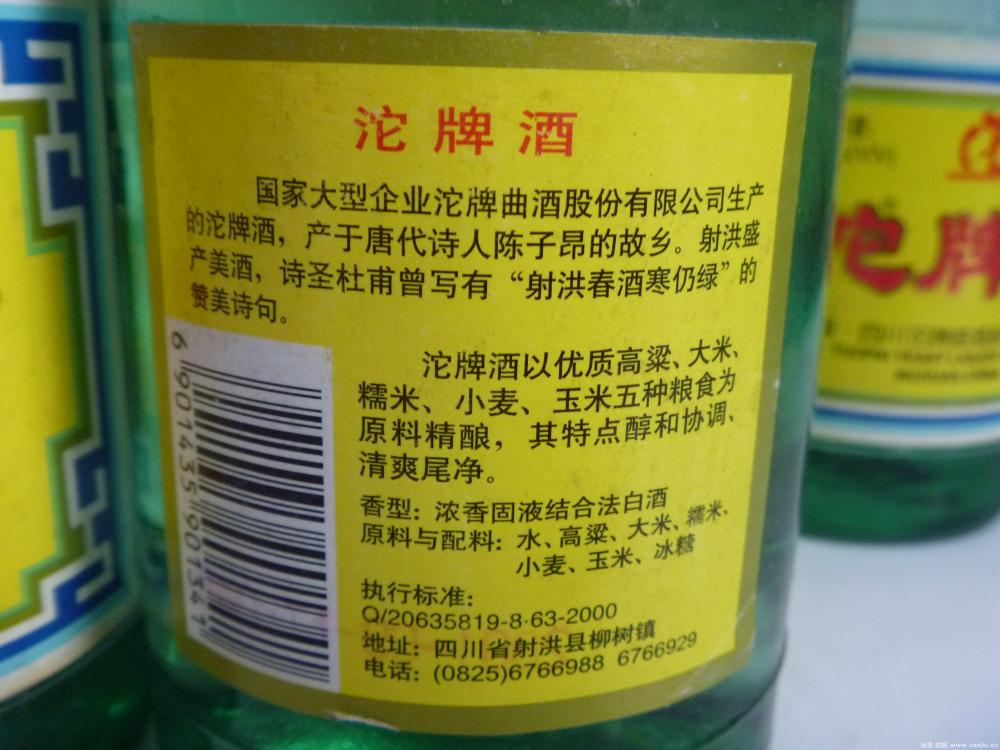 沱牌酒
国家大型企业沱牌曲酒股份有限公司生产
的沱牌酒，产于唐代诗人陈子昂的故乡。射洪盛
产美酒，诗圣杜甫曾写有“射洪春酒寒仍绿”的
赞美诗句。
沱牌酒以优质高粱、大米、
糯米、小麦、玉米五种粮食为
原料精酿，其特点醇和协调、
清爽尾净。
香型：浓香固液结合法白酒
原料与配料：水、高粱、大米、糯米、
小麦、玉米、冰糖
执行标准：
Q/20635819-8·63-2000
地址：四川省射洪县柳树镇
电话：(0825)6766988 6766929
6 901435 901341
沱牌